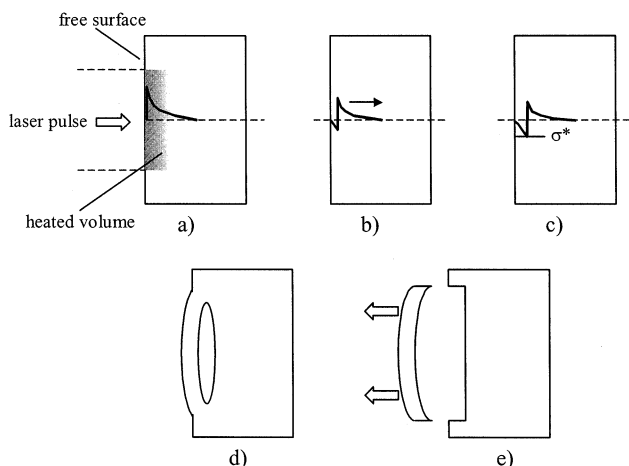 free surface
laser pulse
σ*
heated volume
a)
b)
c)
d)
e)